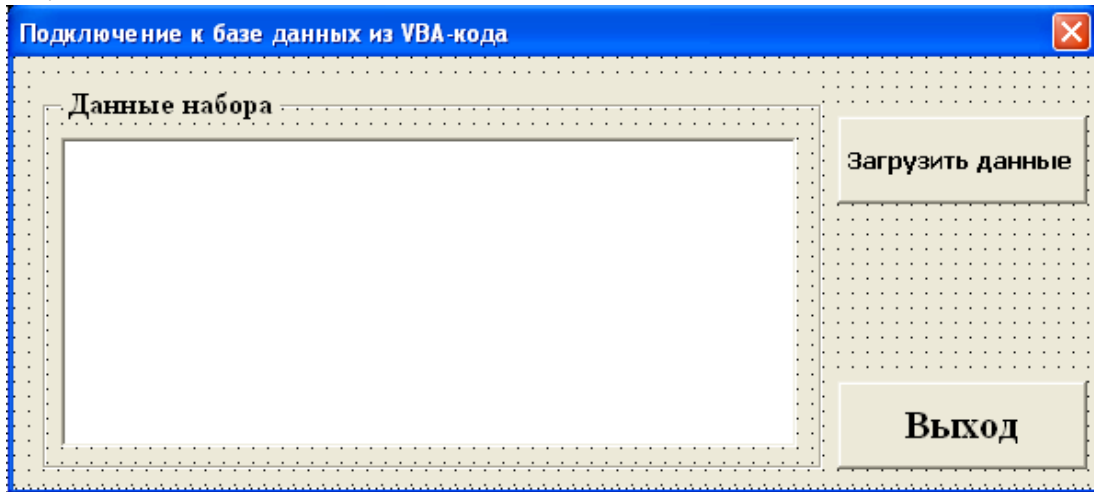 Подключение к базе данных из VBA-кода
Данные набора
Загрузить данные
Выход